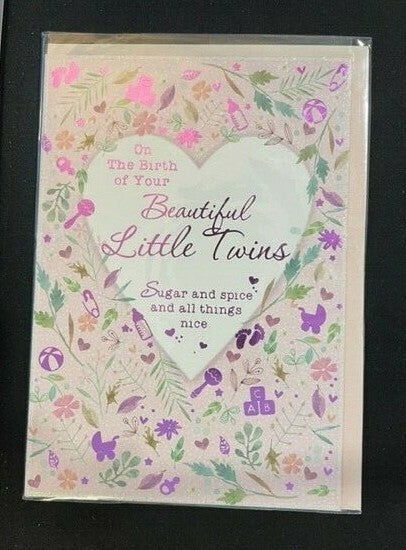 On
The Birth
of Your
Beautiful
Little Twins
Sugar and spice
and all things
nice
C
A B